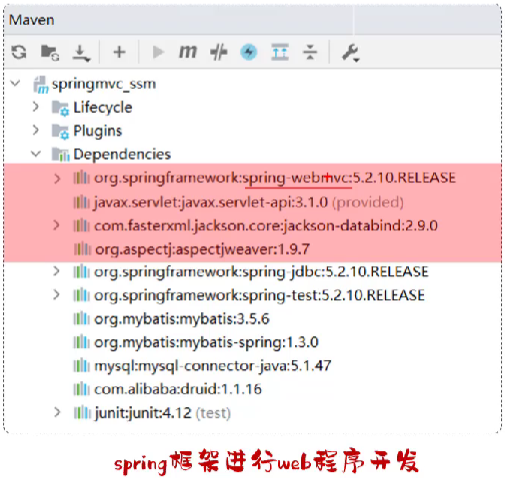 Maven
springmvc_ssm
Lifecycle
Plugins
Dependencies
org.springframework:spring-webmvc:5.2.10.RELEASE
javax.servlet:javax.servlet-api:3.1.0 (provided)
com.fasterxml.jackson.core:jackson-databind:2.9.0
org.aspectj:aspectjweaver:1.9.7
org.springframework:spring-jdbc:5.2.10.RELEASE
org.springframework:spring-test:5.2.10.RELEASE
org.mybatis:mybatis:3.5.6
org.mybatis:mybatis-spring:1.3.0
mysql:mysql-connector-java:5.1.47
com.alibaba:druid:1.1.16
junit:junit:4.12 (test)
spring框架进行web程序开发